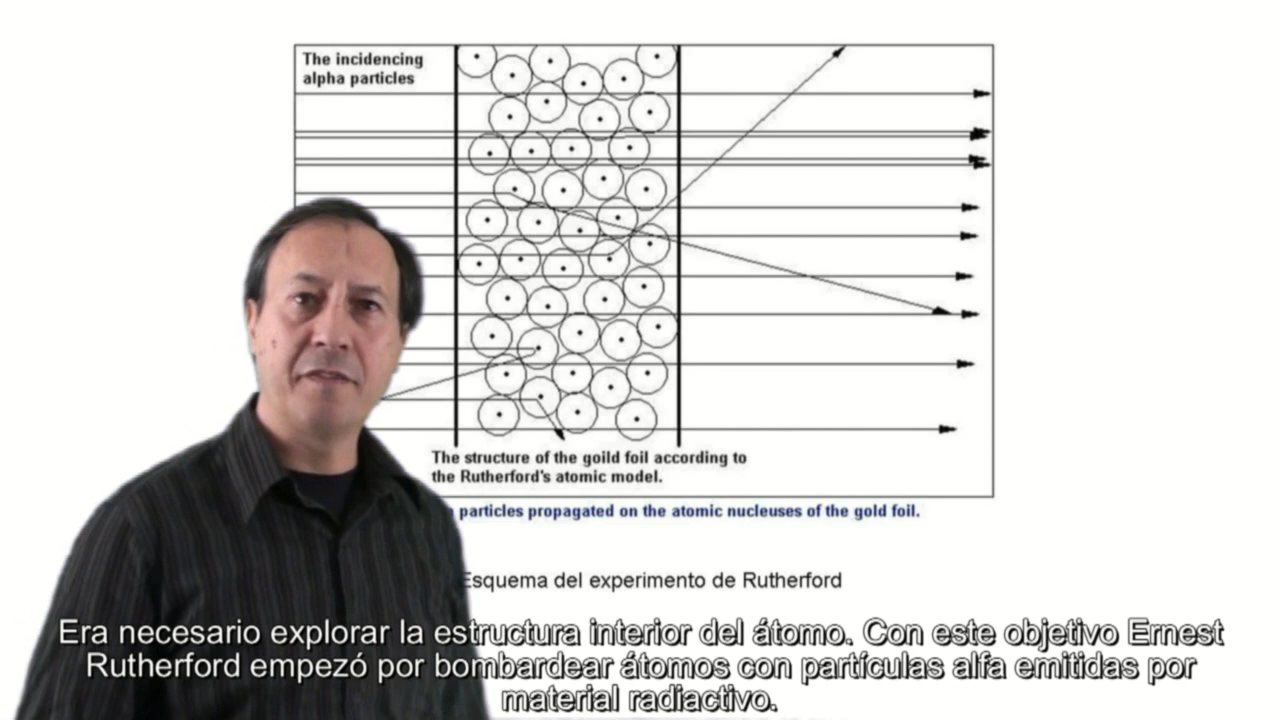 The incidencing
alpha particles
The structure of the goild foil according to
the Rutherford's atomic model.
particles propagated on the atomic nucleuses of the gold foil.
Esquema del experimento de Rutherford
Era necesario explorar la estructura interior del átomo. Con este objetivo Ernest
Rutherford empezó por bombardear átomos con partículas alfa emitidas por
material radiactivo.